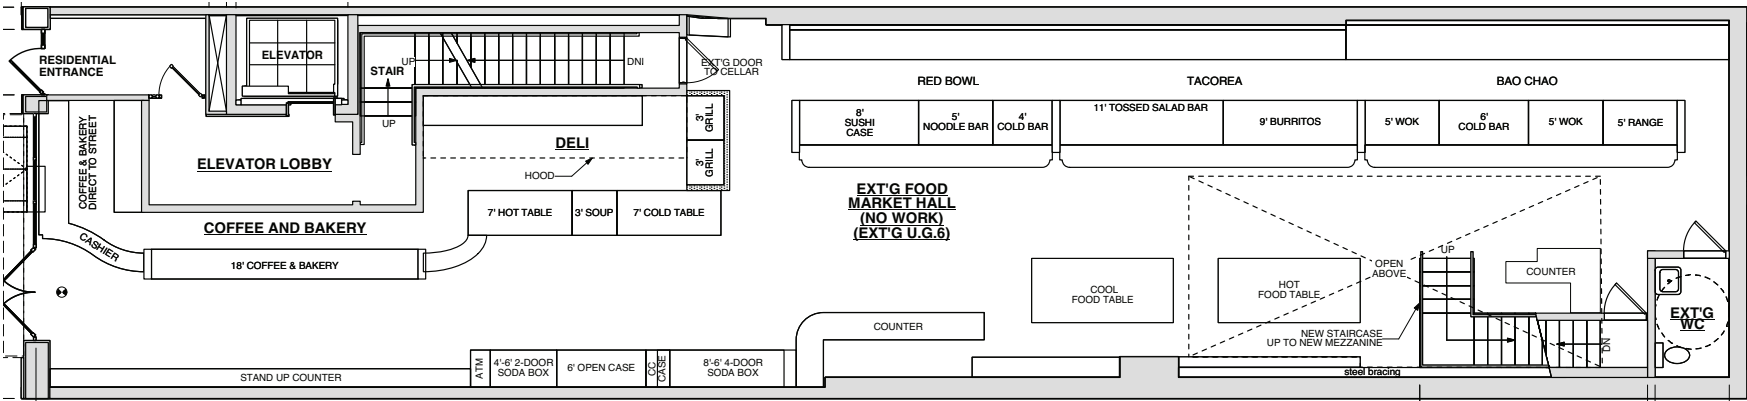 RESIDENTIAL
ENTRANCE
ELEVATOR
STAIR
UP
DNI
EXT'G DOOR
TO CELLAR
UP
3'
GRILL
3'
GRILL
DELI
HOOD
ELEVATOR LOBBY
COFFEE & BAKERY
DIRECT TO STREET
COFFEE AND BAKERY
CASHIER
18' COFFEE & BAKERY
7' HOT TABLE
3' SOUP
7' COLD TABLE
RED BOWL
TACOREA
BAO CHAO
8'
SUSHI
CASE
5'
NOODLE BAR
4'
COLD BAR
11' TOSSED SALAD BAR
9' BURRITOS
5' WOK
6'
COLD BAR
5' WOK
5' RANGE
EXT'G FOOD
MARKET HALL
(NO WORK)
(EXT'G U.G.6)
COOL
FOOD TABLE
HOT
FOOD TABLE
OPEN
ABOVE
UP
COUNTER
NEW STAIRCASE
UP TO NEW MEZZANINE
DN
EXT'G
WC
COUNTER
STAND UP COUNTER
ATM
4'-6' 2-DOOR
SODA BOX
6' OPEN CASE
CC
CASE
8'-6' 4-DOOR
SODA BOX
steel bracing